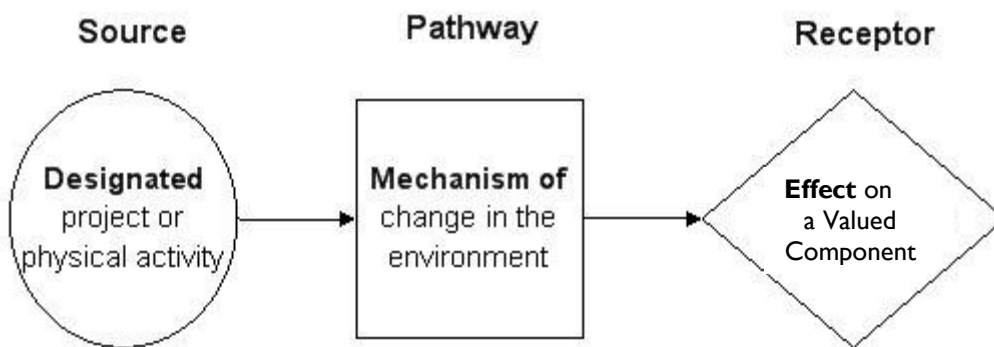 Source
Pathway
Receptor
Designated
project or
physical activity
Mechanism of
change in the
environment
Effect on
a Valued
Component